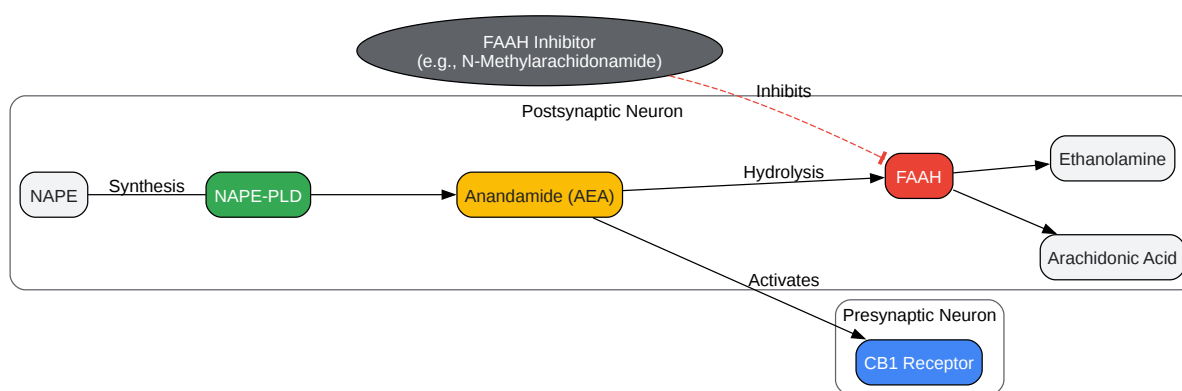 FAAH Inhibitor
(e.g., N-Methylarachidonamide)
Inhibits
Postsynaptic Neuron
NAPE
Synthesis
NAPE-PLD
Anandamide (AEA)
Hydrolysis
FAAH
Ethanolamine
Arachidonic Acid
Activates
Presynaptic Neuron
CB1 Receptor